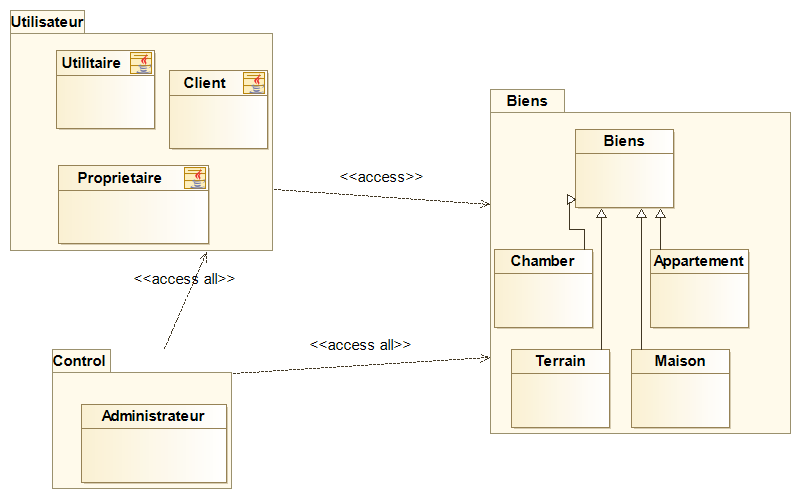 Utilisateur
Utilitaire
Client
Proprietaire
<<access>>
Biens
Biens
Chamber
Appartement
Terrain
Maison
<<access all>>
<<access all>>
Control
Administrateur